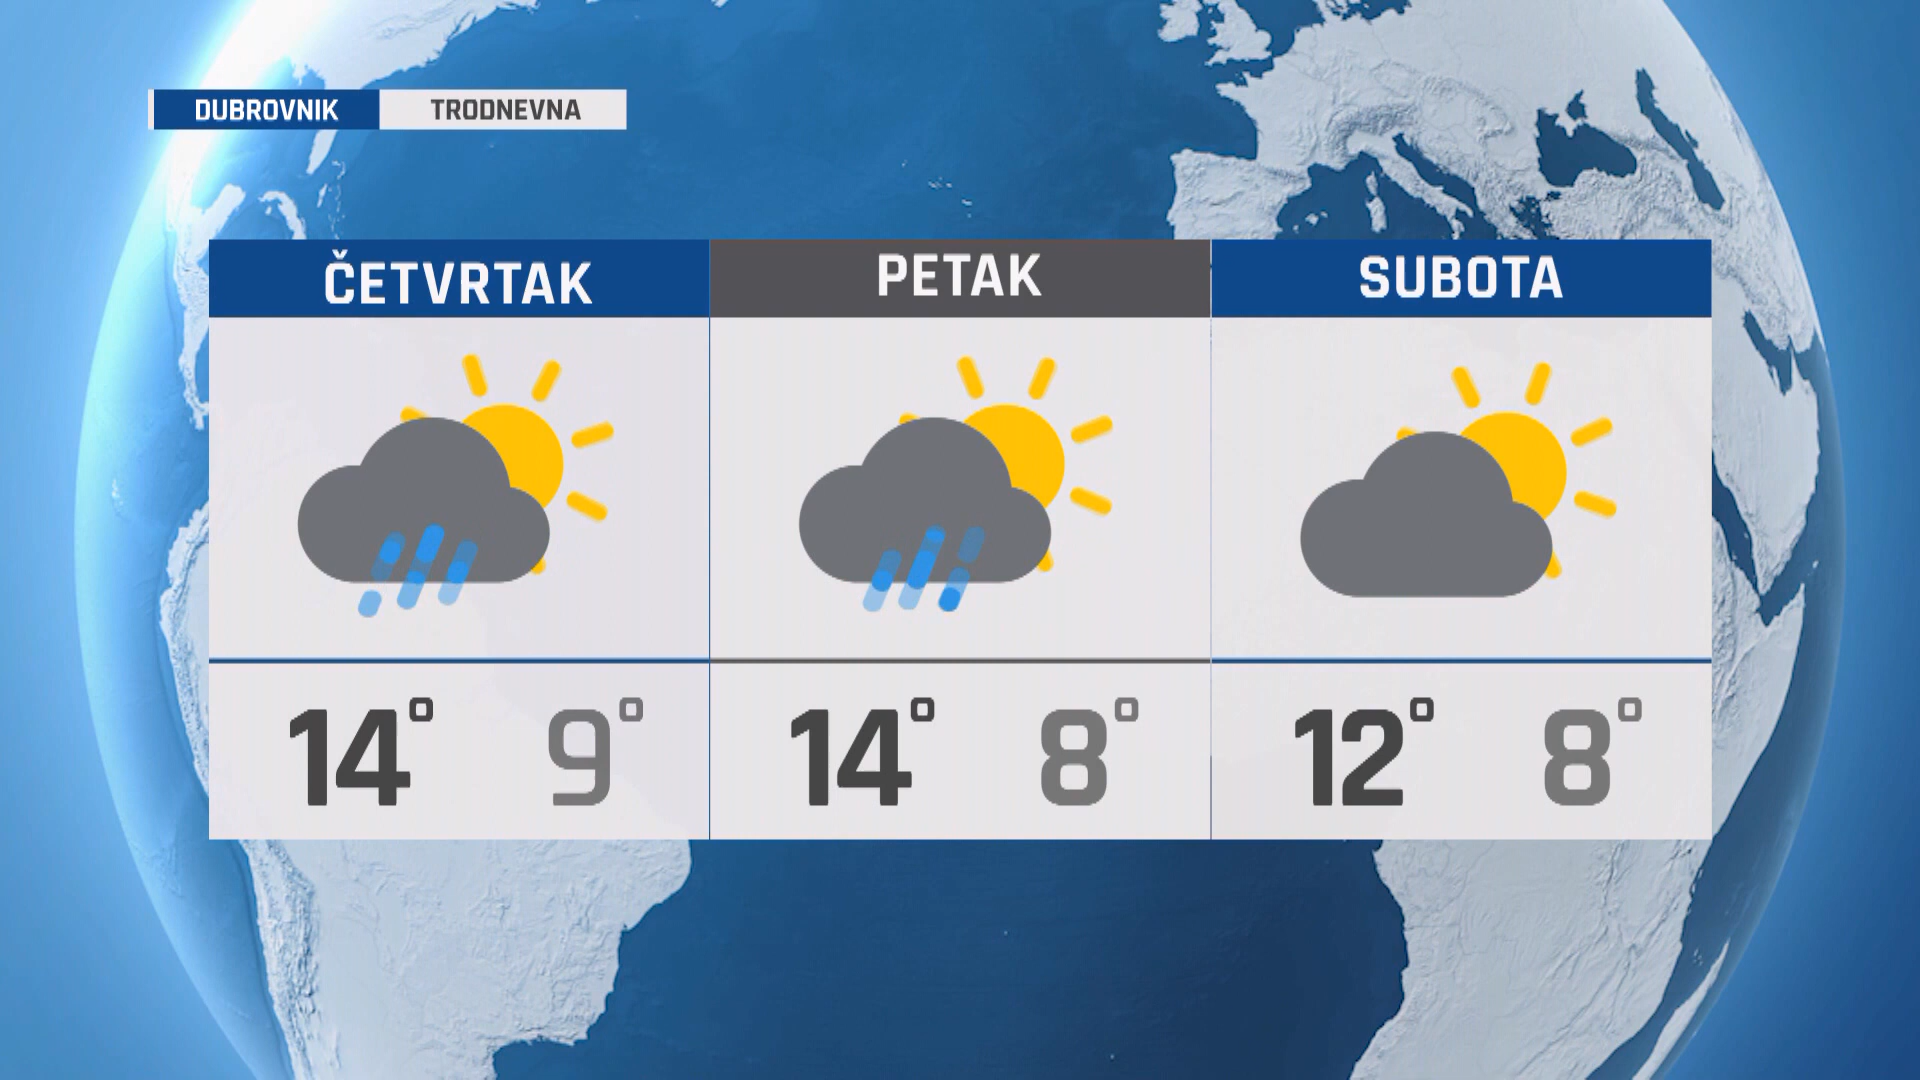 DUBROVNIK TRODNEVNA
ČETVRTAK PETAK SUBOTA
14° 9° 14° 8° 12° 8°